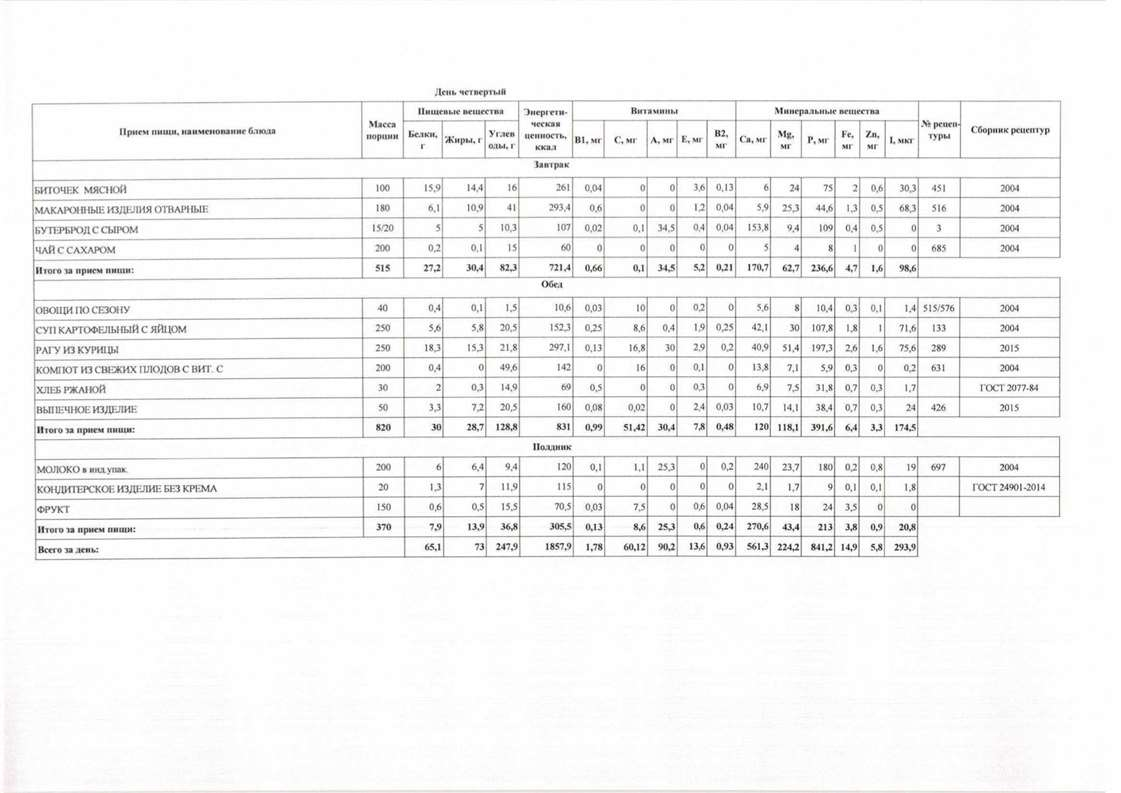 День четвертый
Прием пищи, наименование блюда Масса порции Пищевые вещества Энергети-ческая ценность, ккал Витамины Минеральные вещества № рецеп-туры Сборник рецептур
Белки, г Жиры, г Углев оды, г В1, мг С, мг А, мг Е, мг В2, мг Ca, мг Mg, мг P, мг Fe, мг Zn, мг I, мкг
Завтрак
БИТОЧЕК МЯСНОЙ 100 15,9 14,4 16 261 0,04 0 0 3,6 0,13 6 24 75 2 0,6 30,3 451 2004
МАКАРОННЫЕ ИЗДЕЛИЯ ОТВАРНЫЕ 180 6,1 10,9 41 293,4 0,6 0 0 1,2 0,04 5,9 25,3 44,6 1,3 0,5 68,3 516 2004
БУТЕРБРОД С СЫРОМ 15/20 5 5 10,3 107 0,02 0,1 34,5 0,4 0,04 153,8 9,4 109 0,4 0,5 0 3 2004
ЧАЙ С САХАРОМ 200 0,2 0,1 15 60 0 0 0 0 0 5 4 8 1 0 0 685 2004
Итого за прием пищи: 515 27,2 30,4 82,3 721,4 0,66 0,1 34,5 5,2 0,21 170,7 62,7 236,6 4,7 1,6 98,6
Обед
ОВОЩИ ПО СЕЗОНУ 40 0,4 0,1 1,5 10,6 0,03 10 0 0,2 0 5,6 8 10,4 0,3 0,1 1,4 515/576 2004
СУП КАРТОФЕЛЬНЫЙ С ЯЙЦОМ 250 5,6 5,8 20,5 152,3 0,25 8,6 0,4 1,9 0,25 42,1 30 107,8 1,8 1 71,6 133 2004
РАГУ ИЗ КУРИЦЫ 250 18,3 15,3 21,8 297,1 0,13 16,8 30 2,9 0,2 40,9 51,4 197,3 2,6 1,6 75,6 289 2015
КОМПОТ ИЗ СВЕЖИХ ПЛОДОВ С ВИТ. С 200 0,4 0 49,6 142 0 16 0 0,1 0 13,8 7,1 5,9 0,3 0 0,2 631 2004
ХЛЕБ РЖАНОЙ 30 2 0,3 14,9 69 0,5 0 0 0,3 0 6,9 7,5 31,8 0,7 0,3 1,7 ГОСТ 2077-84
ВЫПЕЧНОЕ ИЗДЕЛИЕ 50 3,3 7,2 20,5 160 0,08 0,02 0 2,4 0,03 10,7 14,1 38,4 0,7 0,3 24 426 2015
Итого за прием пищи: 820 30 28,7 128,8 831 0,99 51,42 30,4 7,8 0,48 120 118,1 391,6 6,4 3,3 174,5
Полдник
МОЛОКО в инд.упак. 200 6 6,4 9,4 120 0,1 1,1 25,3 0 0,2 240 23,7 180 0,2 0,8 19 697 2004
КОНДИТЕРСКОЕ ИЗДЕЛИЕ БЕЗ КРЕМА 20 1,3 7 11,9 115 0 0 0 0 0 2,1 1,7 9 0,1 0,1 1,8 ГОСТ 24901-2014
ФРУКТ 150 0,6 0,5 15,5 70,5 0,03 7,5 0 0,6 0,04 28,5 18 24 3,5 0 0
Итого за прием пищи: 370 7,9 13,9 36,8 305,5 0,13 8,6 25,3 0,6 0,24 270,6 43,4 213 3,8 0,9 20,8
Всего за день: 65,1 73 247,9 1857,9 1,78 60,12 90,2 13,6 0,93 561,3 224,2 841,2 14,9 5,8 293,9